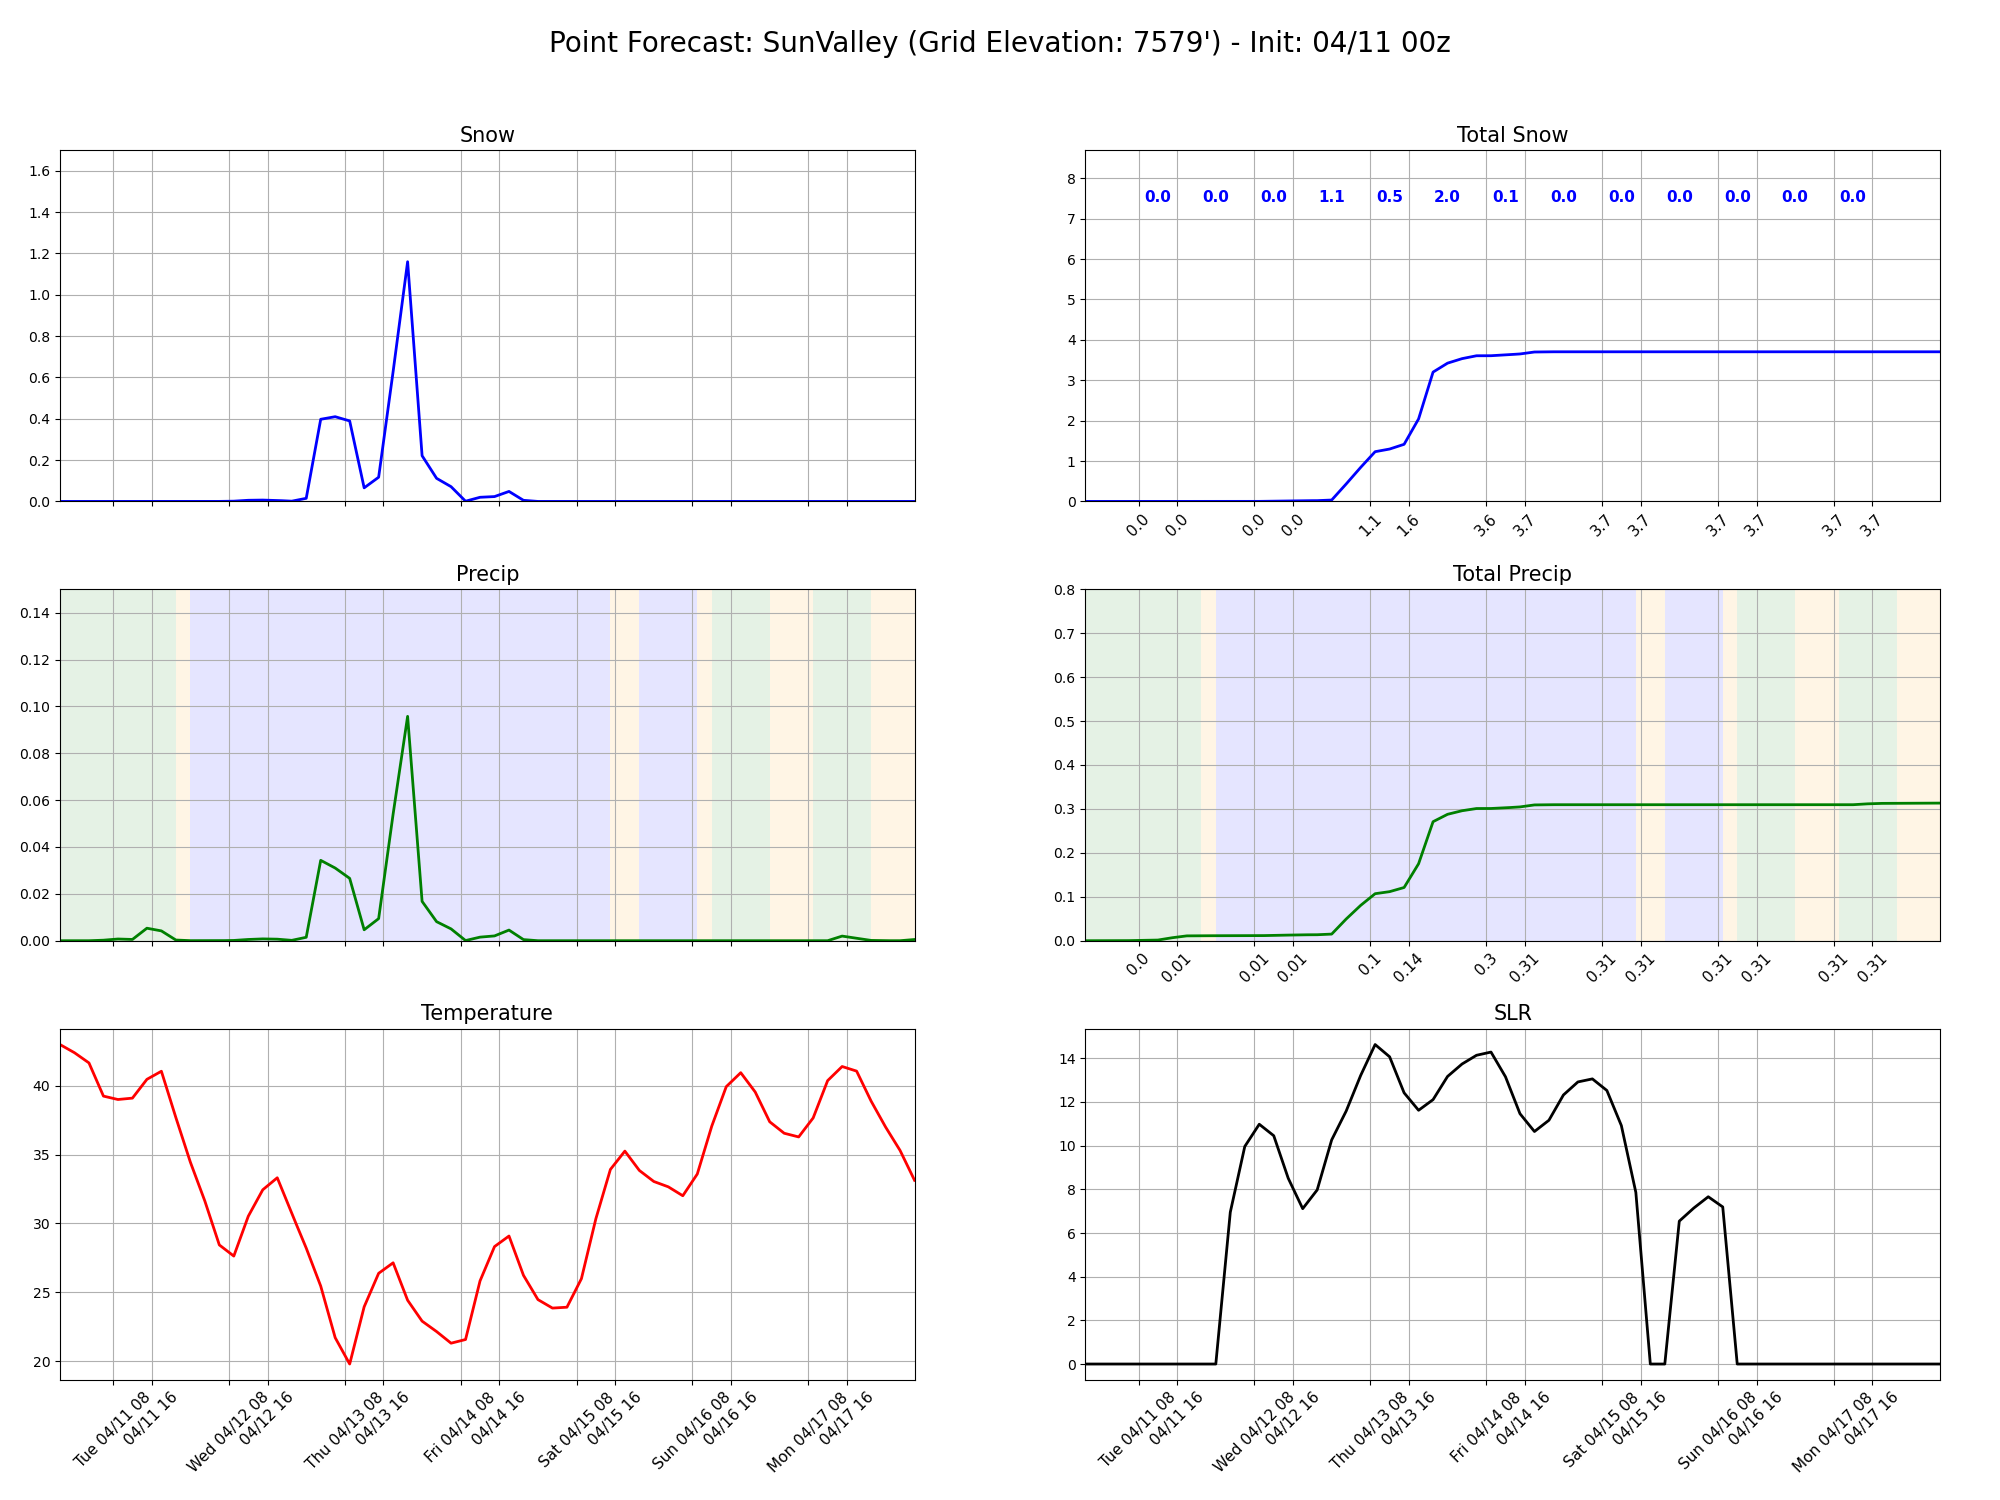 Point Forecast: SunValley (Grid Elevation: 7579') - Init: 04/11 00z
Snow
1.6
1.4
1.2
1.0
0.8
0.6
0.4
0.2
0.0
Total Snow
8
7
6
5
4
3
2
1
0
0.0 0.0 0.0 1.1 0.5 2.0 0.1 0.0 0.0 0.0 0.0 0.0 0.0
0.0 0.0 0.0 0.0 1.1 1.6 3.6 3.7 3.7 3.7 3.7 3.7 3.7 3.7
Precip
0.14
0.12
0.10
0.08
0.06
0.04
0.02
0.00
Total Precip
0.8
0.7
0.6
0.5
0.4
0.3
0.2
0.1
0.0
0.0 0.01 0.01 0.01 0.1 0.14 0.3 0.31 0.31 0.31 0.31 0.31 0.31 0.31
Temperature
40
35
30
25
20
Tue 04/11 08
04/11 16
Wed 04/12 08
04/12 16
Thu 04/13 08
04/13 16
Fri 04/14 08
04/14 16
Sat 04/15 08
04/15 16
Sun 04/16 08
04/16 16
Mon 04/17 08
04/17 16
SLR
14
12
10
8
6
4
2
0
Tue 04/11 08
04/11 16
Wed 04/12 08
04/12 16
Thu 04/13 08
04/13 16
Fri 04/14 08
04/14 16
Sat 04/15 08
04/15 16
Sun 04/16 08
04/16 16
Mon 04/17 08
04/17 16